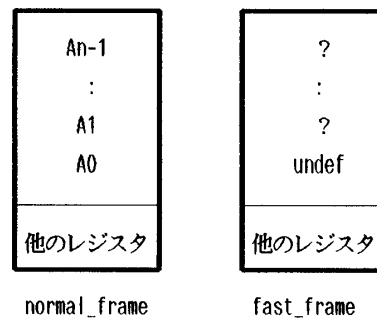 An-1
:
A1
A0
他のレジスタ
normal_frame
?
:
?
undef
他のレジスタ
fast_frame